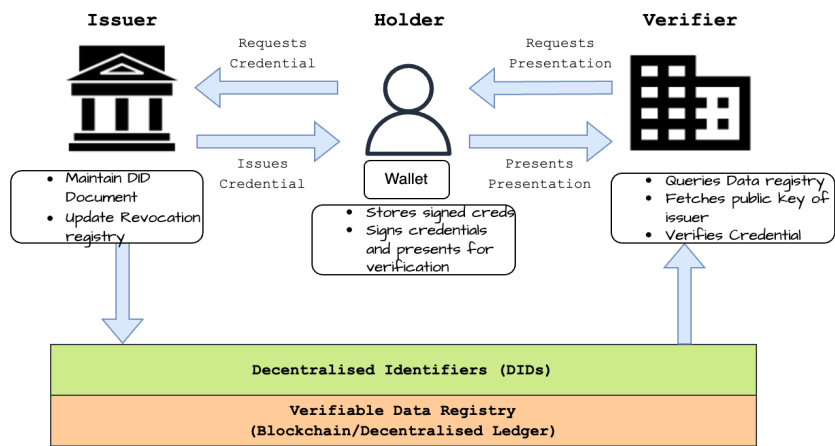 Issuer
Holder
Verifier
Requests
Credential
Requests
Presentation
Issues
Credential
Presents
Presentation
Wallet
• Maintain DID
Document
• Update Revocation
registry
• Stores signed creds
• Signs credentials
and presents for
verification
• Queries Data registry
• Fetches public key of
issuer
• Verifies Credential
Decentralised Identifiers (DIDs)
Verifiable Data Registry
(Blockchain/Decentralised Ledger)